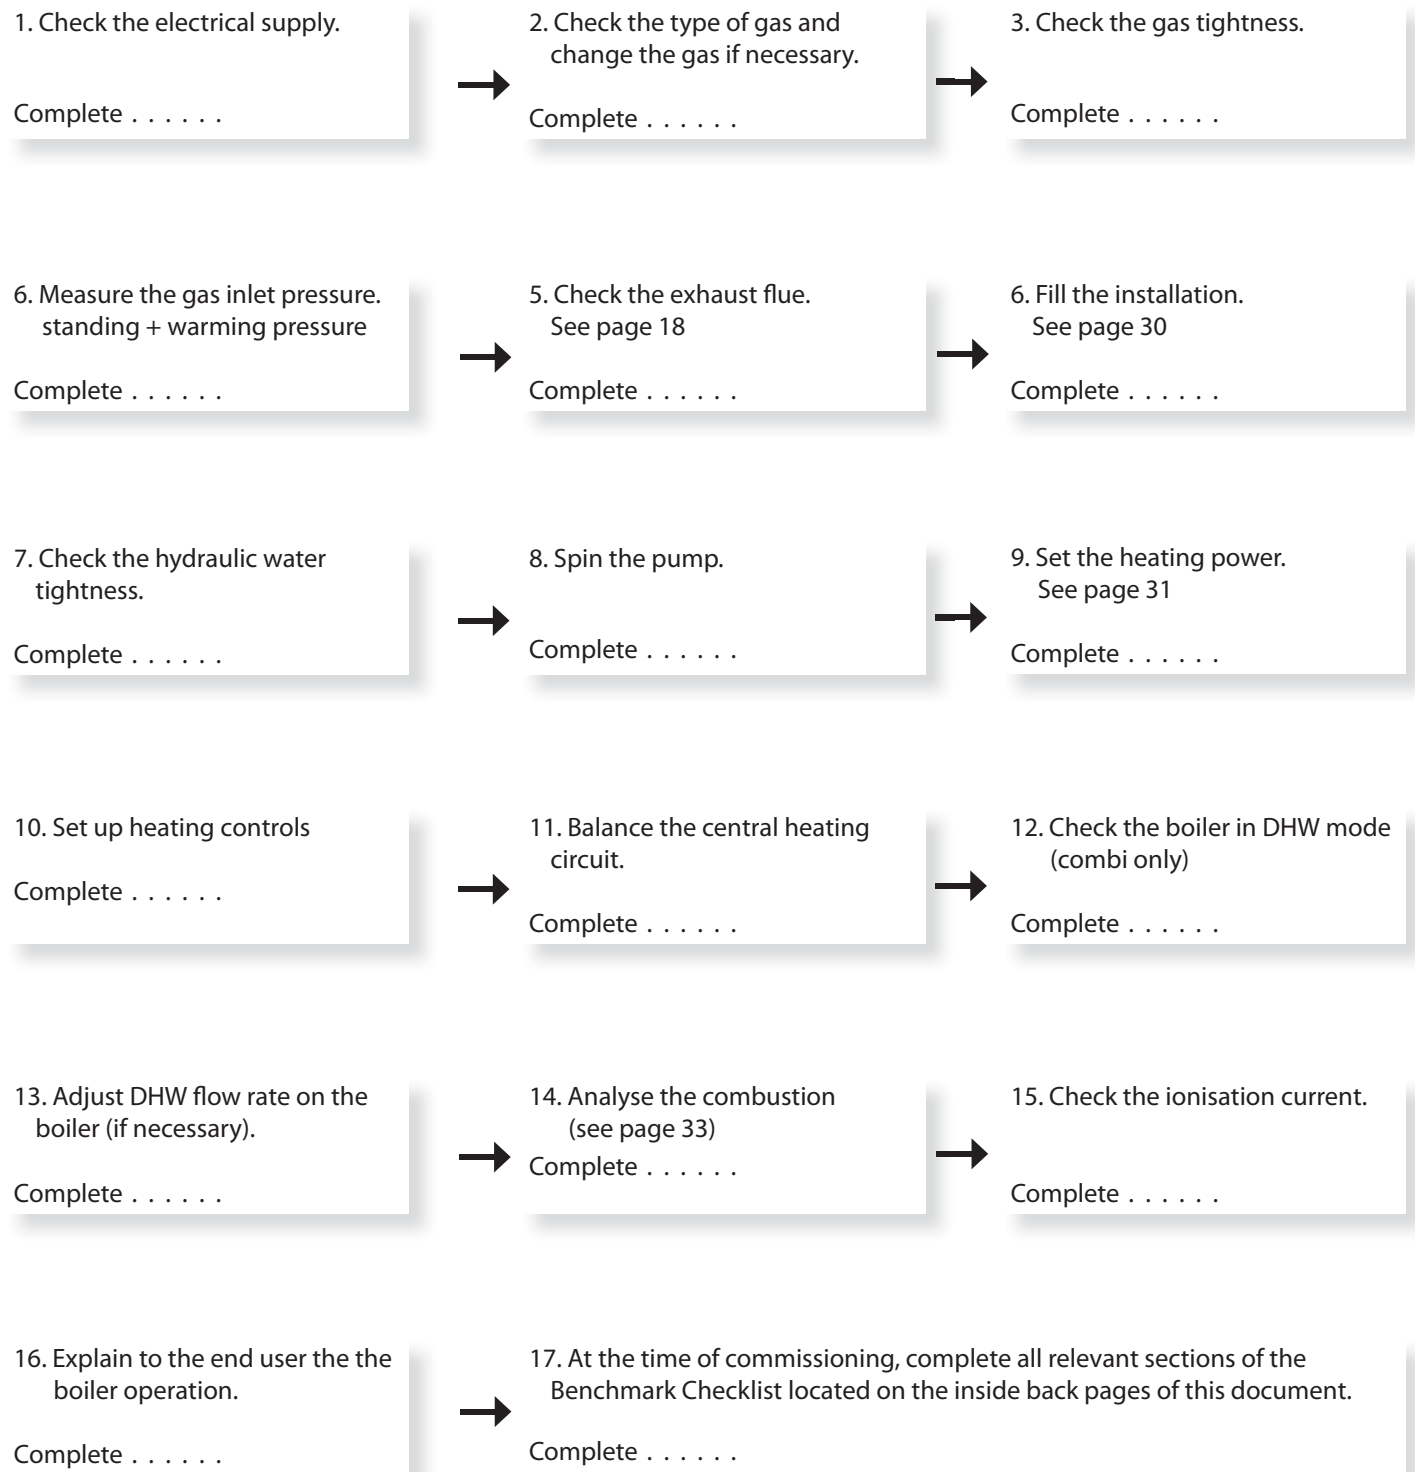 1. Check the electrical supply.
Complete . . . . . .
2. Check the type of gas and
change the gas if necessary.
Complete . . . . . .
3. Check the gas tightness.
Complete . . . . . .
6. Measure the gas inlet pressure.
standing + warming pressure
Complete . . . . . .
5. Check the exhaust flue.
See page 18
Complete . . . . . .
6. Fill the installation.
See page 30
Complete . . . . . .
7. Check the hydraulic water
tightness.
Complete . . . . . .
8. Spin the pump.
Complete . . . . . .
9. Set the heating power.
See page 31
Complete . . . . . .
10. Set up heating controls
Complete . . . . . .
11. Balance the central heating
circuit.
Complete . . . . . .
12. Check the boiler in DHW mode
(combi only)
Complete . . . . . .
13. Adjust DHW flow rate on the
boiler (if necessary).
Complete . . . . . .
14. Analyse the combustion
(see page 33)
Complete . . . . . .
15. Check the ionisation current.
Complete . . . . . .
16. Explain to the end user the the
boiler operation.
Complete . . . . . .
17. At the time of commissioning, complete all relevant sections of the
Benchmark Checklist located on the inside back pages of this document.
Complete . . . . . .